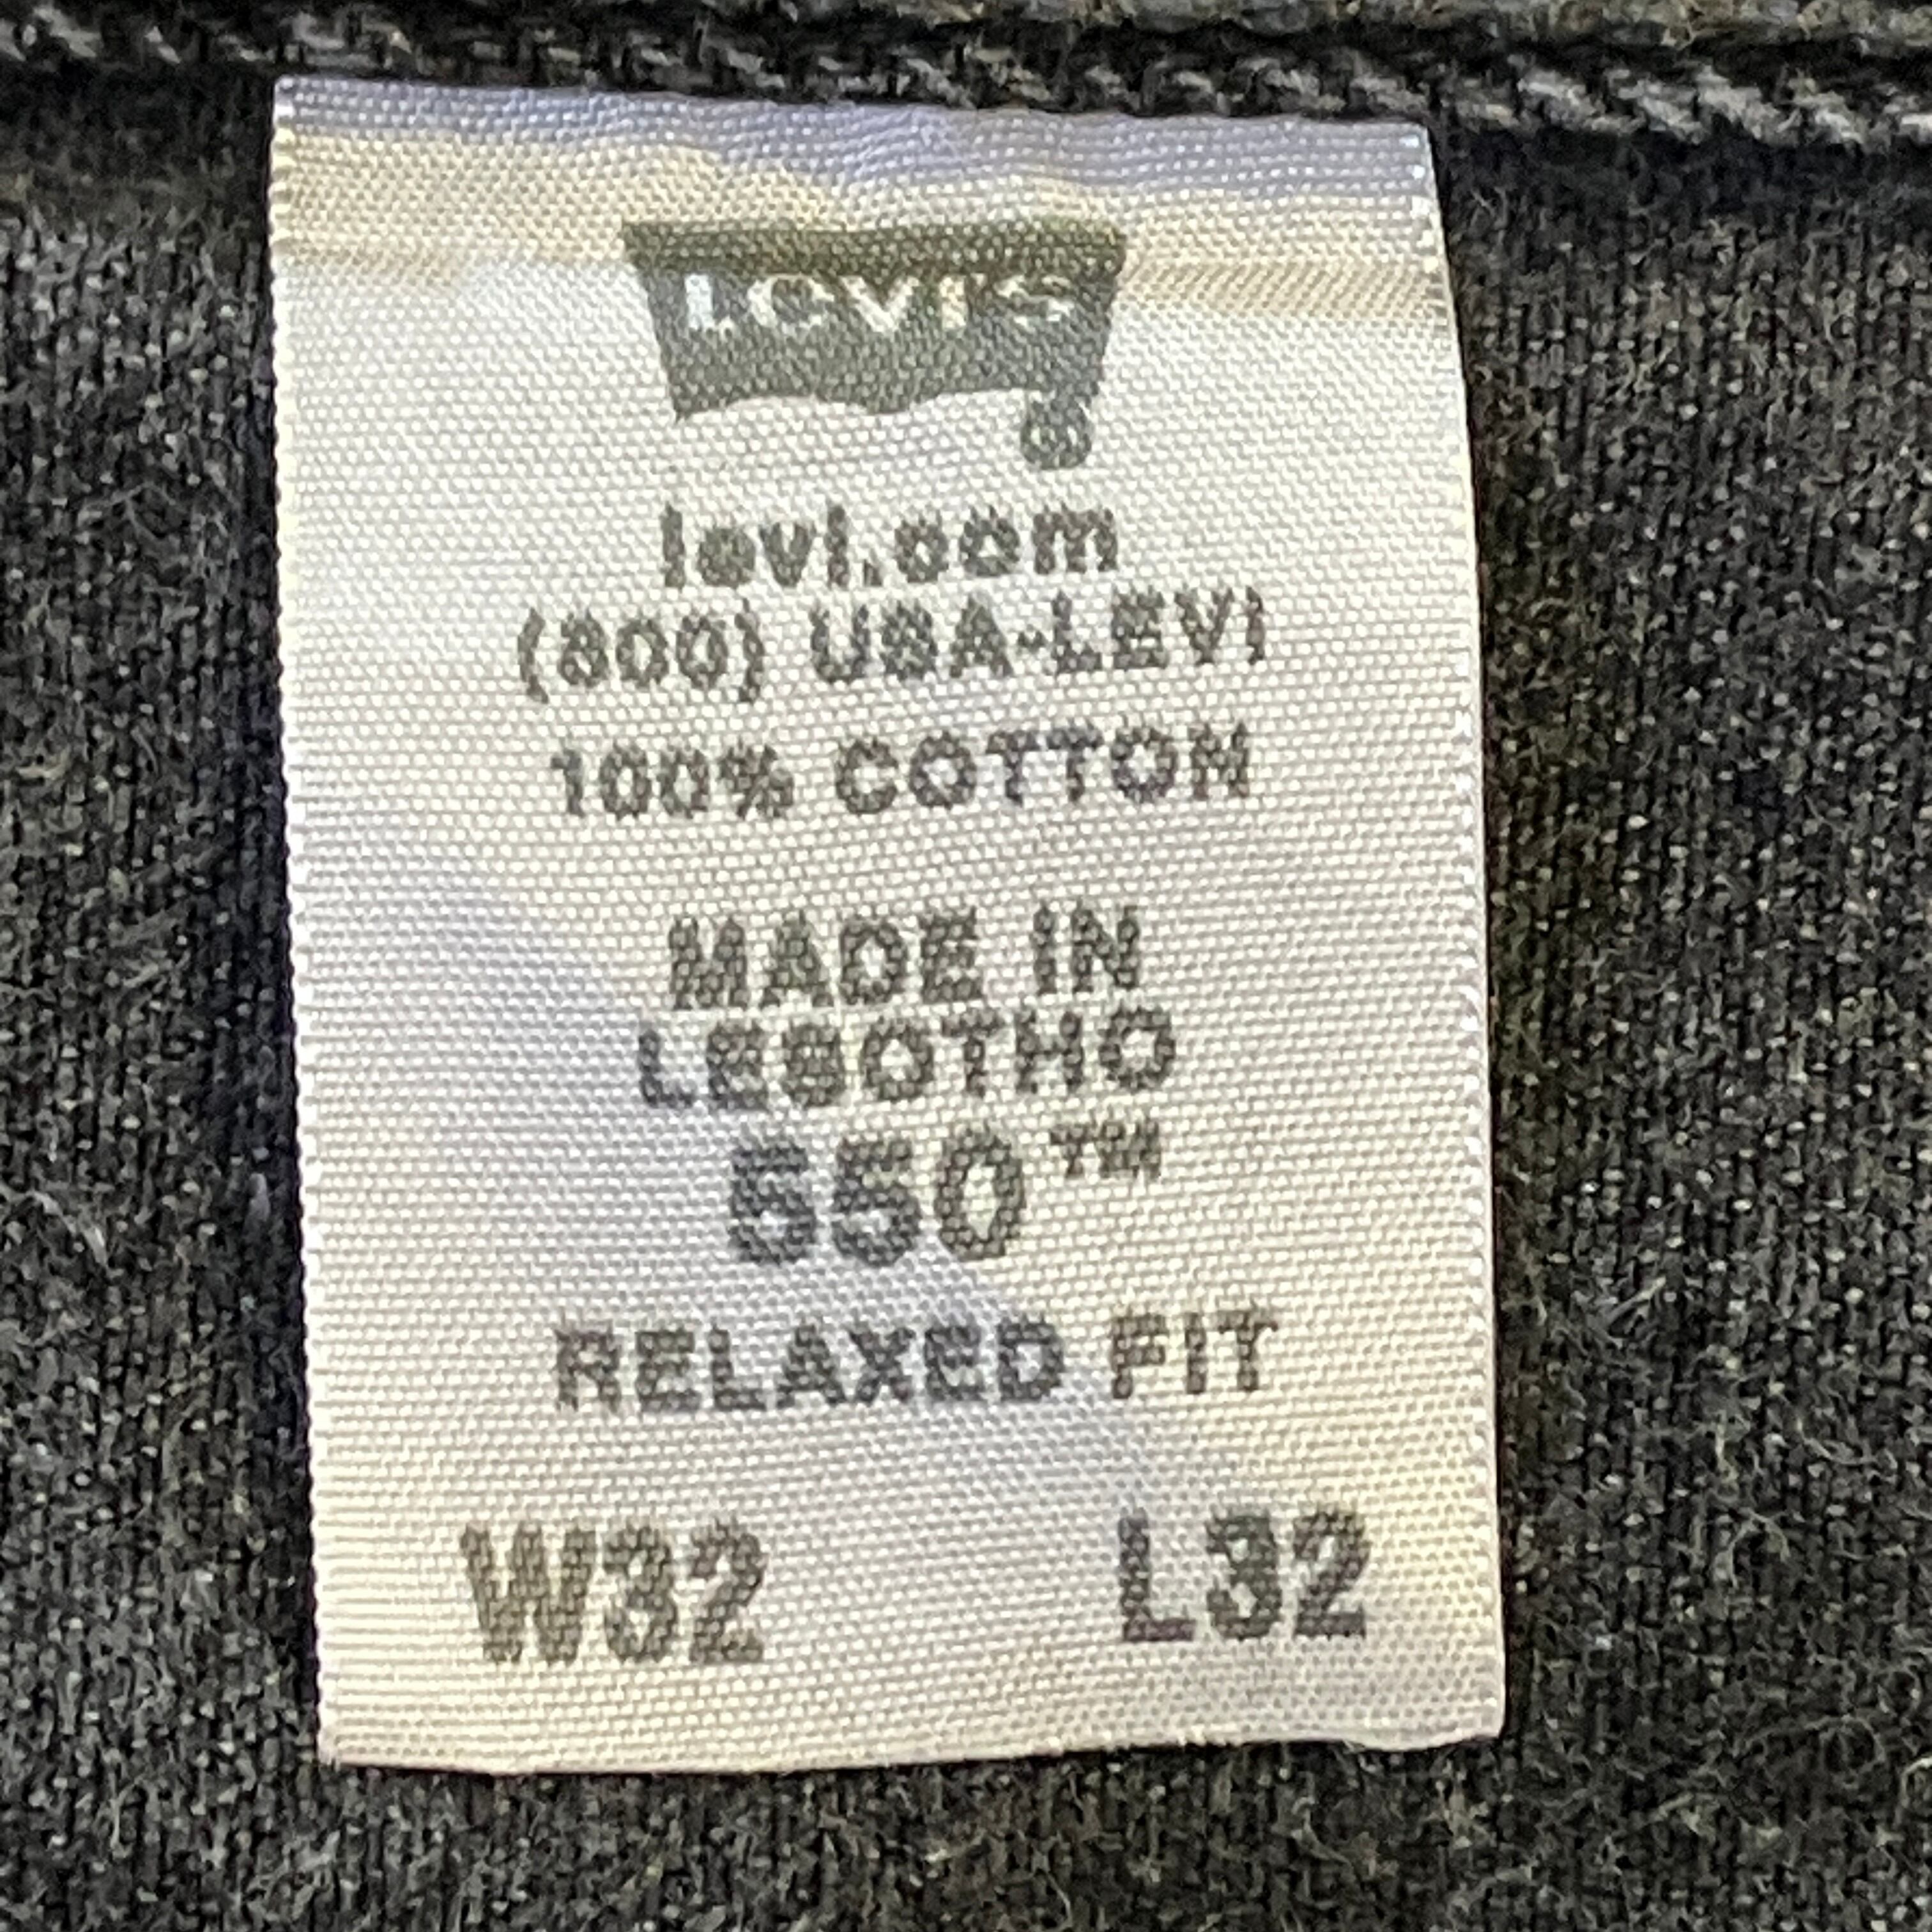 LEVI'S
®
levi.com
(800) USA-LEVI
100% COTTON
MADE IN
LESOTHO
550™
RELAXED FIT
W32 L32